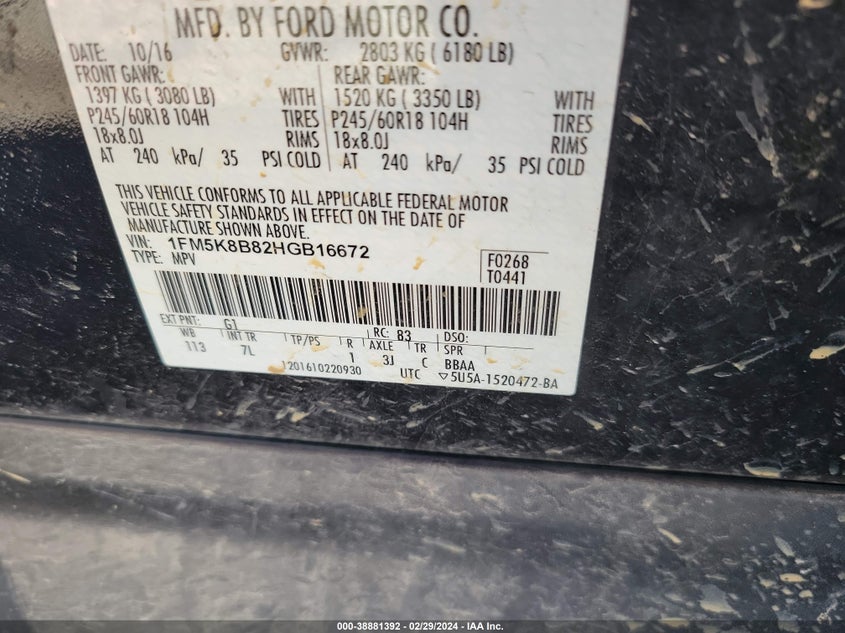 MFD. BY FORD MOTOR CO.
DATE: 10/16 GVWR: 2803 KG ( 6180 LB)
FRONT GAWR: REAR GAWR:
1397 KG ( 3080 LB) WITH 1520 KG ( 3350 LB) WITH
P245/60R18 104H TIRES P245/60R18 104H TIRES
18x8.0J RIMS 18x8.0J RIMS
AT 240 kPa/ 35 PSI COLD AT 240 kPa/ 35 PSI COLD
THIS VEHICLE CONFORMS TO ALL APPLICABLE FEDERAL MOTOR
VEHICLE SAFETY STANDARDS IN EFFECT ON THE DATE OF
MANUFACTURE SHOWN ABOVE.
VIN: 1FM5K8B82HGB16672
TYPE: MPV
F0268
T0441
EXT PNT: G1 RC: 83 DSO:
WB INT TR TP/PS R AXLE TR SPR
113 7L 1 3J C BBAA
1201610220930 UTC ▽5U5A-1520472-BA
000-38881392 | 02/29/2024 - IAA Inc.